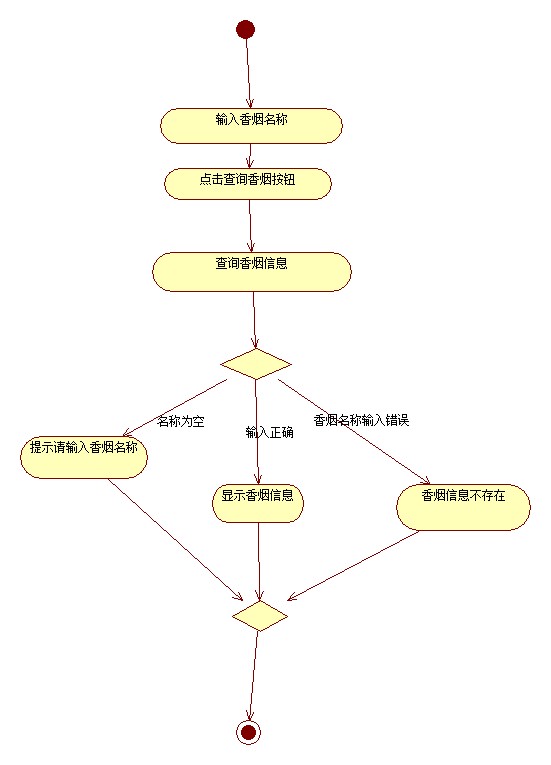 输入香烟名称
点击查询香烟按钮
查询香烟信息
名称为空
输入正确
香烟名称输入错误
提示请输入香烟名称
显示香烟信息
香烟信息不存在